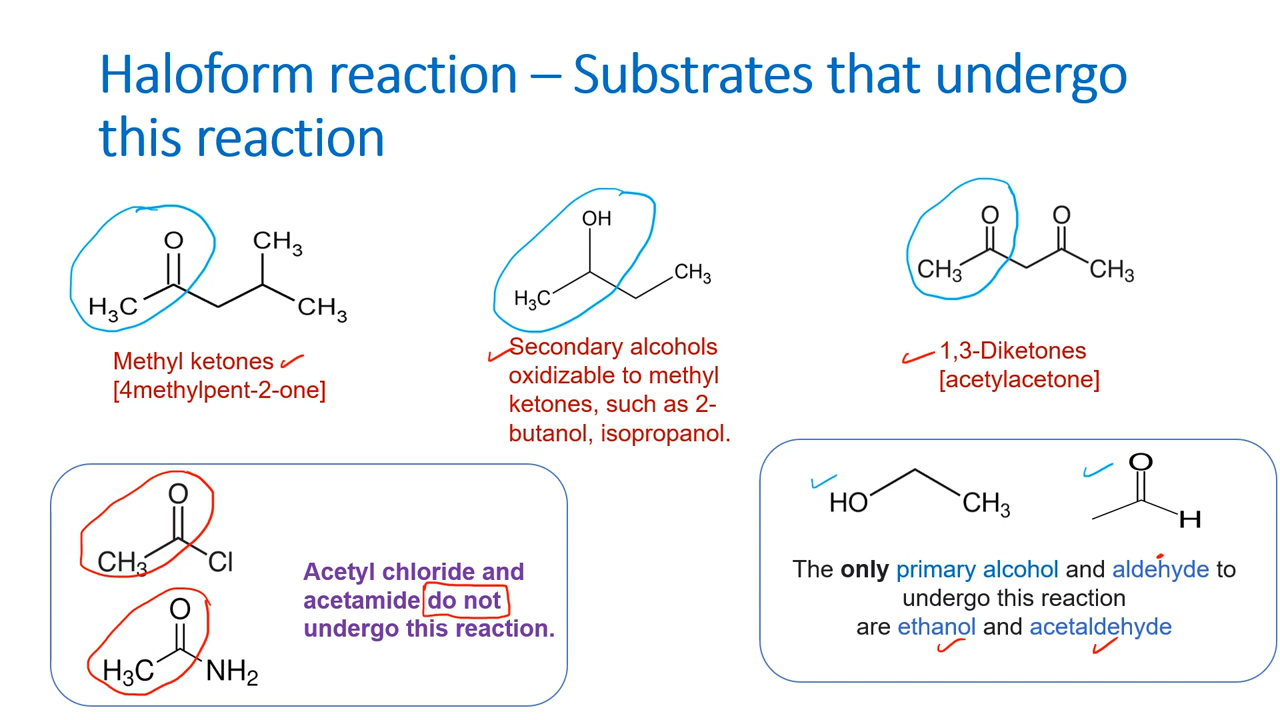 Haloform reaction – Substrates that undergo
this reaction
O
CH₃
H₃C
CH₃
Methyl ketones
[4methylpent-2-one]
OH
CH₃
H₃C
Secondary alcohols
oxidizable to methyl
ketones, such as 2-
butanol, isopropanol.
O O
CH₃ CH₃
1,3-Diketones
[acetylacetone]
O
CH₃ Cl
O
H₃C NH₂
Acetyl chloride and
acetamide do not
undergo this reaction.
HO CH₃
O
H
The only primary alcohol and aldehyde to
undergo this reaction
are ethanol and acetaldehyde